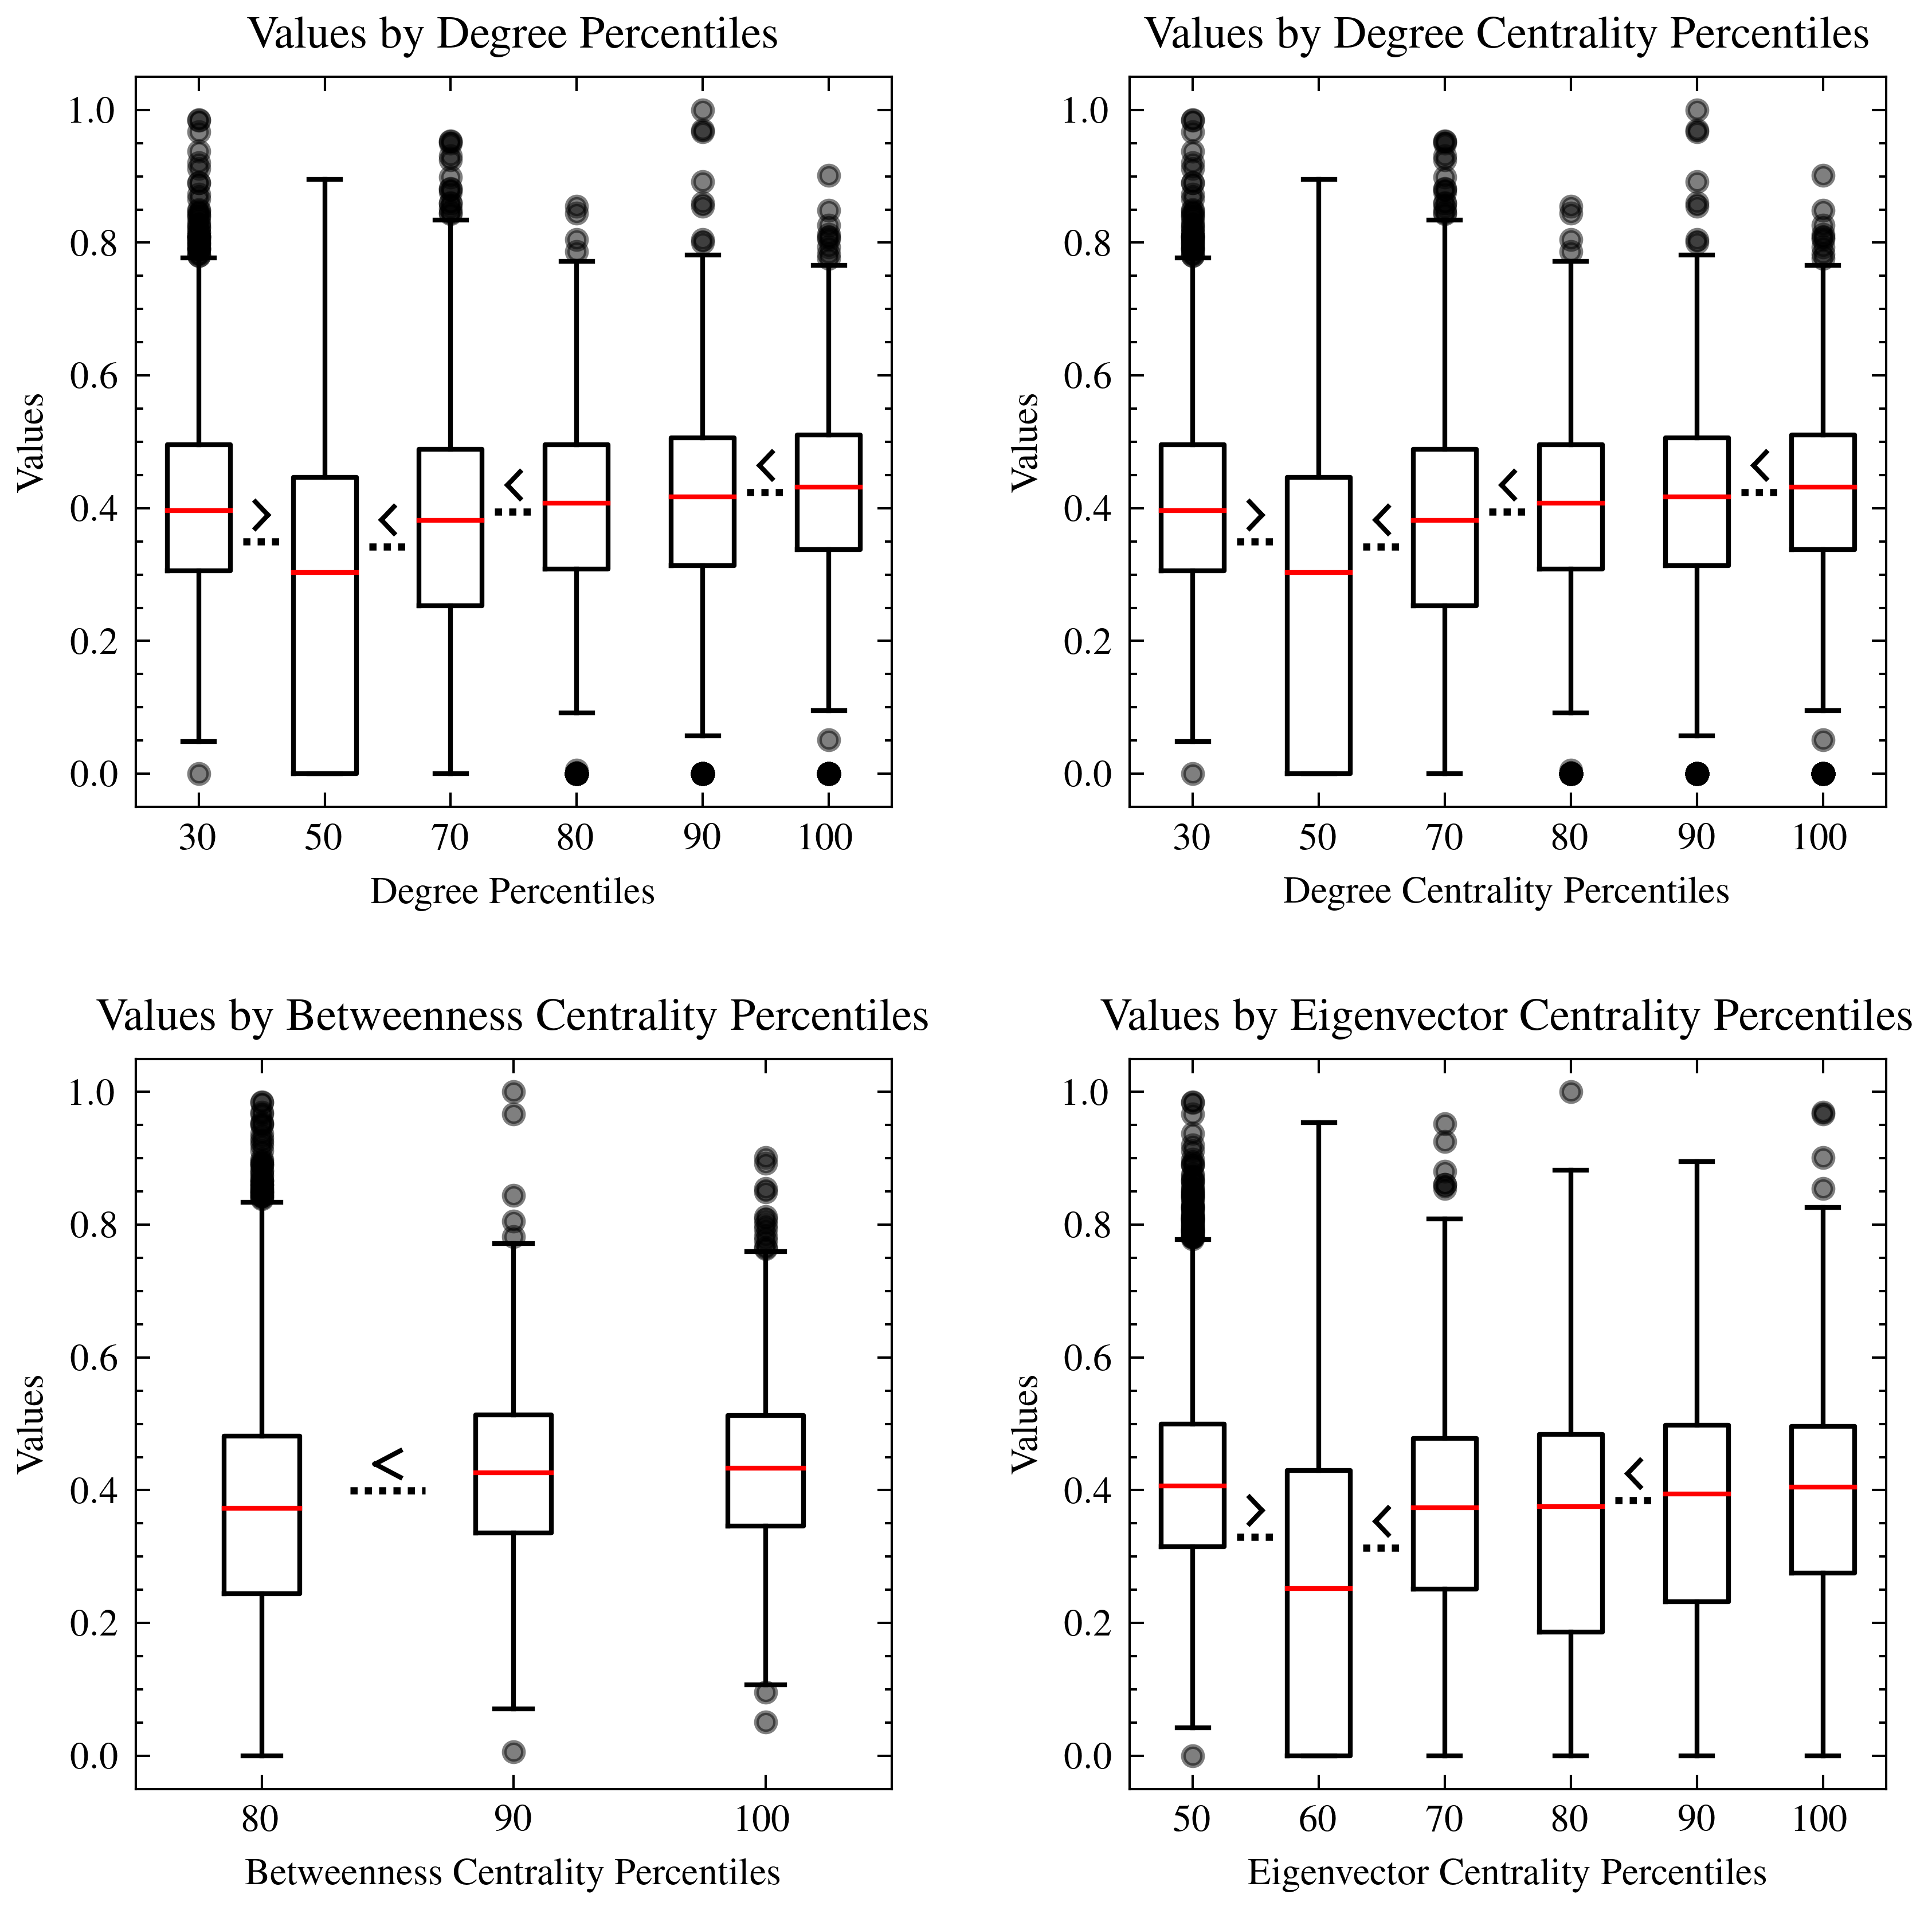 Values by Degree Percentiles
Values
1.0
0.8
0.6
0.4
0.2
0.0
> < < <
30 50 70 80 90 100
Degree Percentiles
Values by Degree Centrality Percentiles
Values
1.0
0.8
0.6
0.4
0.2
0.0
> < < <
30 50 70 80 90 100
Degree Centrality Percentiles
Values by Betweenness Centrality Percentiles
Values
1.0
0.8
0.6
0.4
0.2
0.0
<
80 90 100
Betweenness Centrality Percentiles
Values by Eigenvector Centrality Percentiles
Values
1.0
0.8
0.6
0.4
0.2
0.0
> < <
50 60 70 80 90 100
Eigenvector Centrality Percentiles